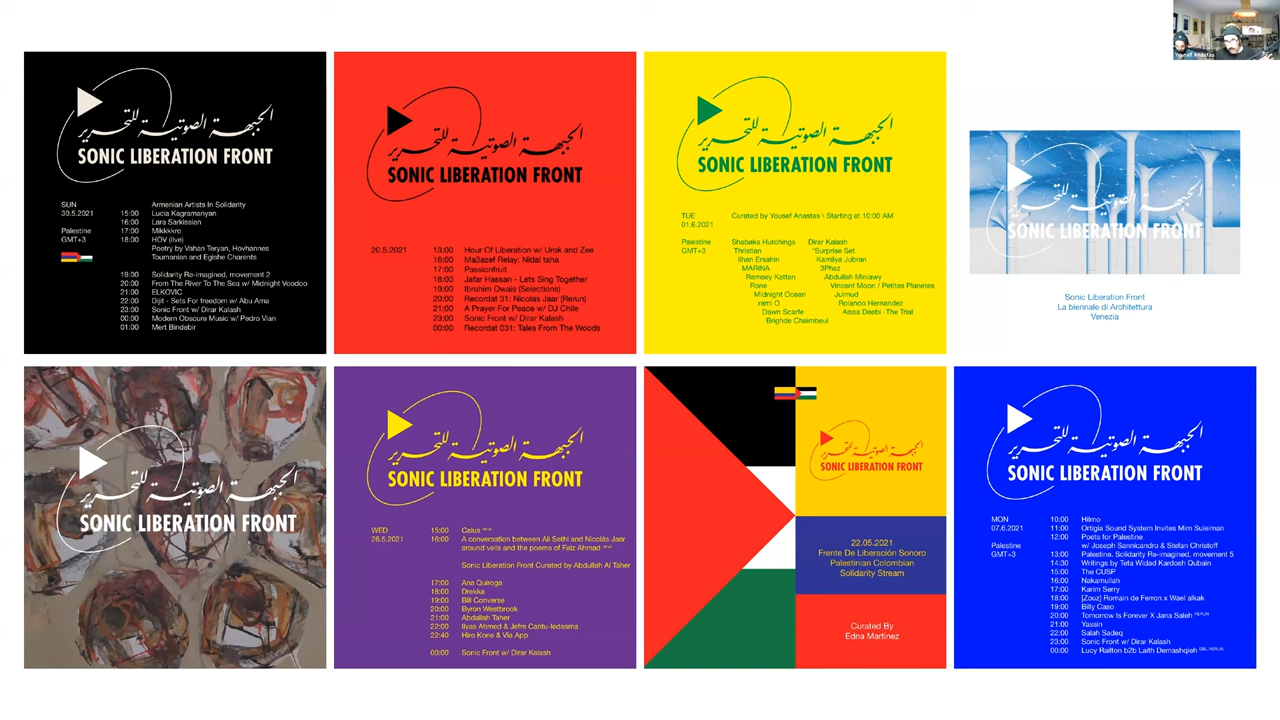 Yousef Anastas
الجبهة الصوتية للتحرير
SONIC LIBERATION FRONT
SUN
30.5.2021
Palestine
GMT+3
Armenian Artists In Solidarity
15:00 Lucia Kagramanyan
16:00 Lara Sarkissian
17:00 Mikkkkro
18:00 HOV (live)
Poetry by Vahan Teryan, Hovhannes
Toumanian and Egishe Charents
19:00 Solidarity Re-imagined, movement 2
20:00 From The River To The Sea w/ Midnight Voodoo
21:00 ELKOVIC
22:00 Dijit - Sets For freedom w/ Abu Ama
23:00 Sonic Front w/ Dirar Kalash
00:00 Modern Obscure Music w/ Pedro Vian
01:00 Mert Bindebir
الجبهة الصوتية للتحرير
SONIC LIBERATION FRONT
20.5.2021
13:00 Hour Of Liberation w/ Urok and Zee
16:00 Ma3azef Relay: Nidal taha
17:00 Passionfruit
18:00 Jafar Hassan - Lets Sing Together
19:00 Ibrahim Owais (Selections)
20:00 Recordat 31: Nicolas Jaar (Rerun)
21:00 A Prayer For Peace w/ DJ Chile
23:00 Sonic Front w/ Dirar Kalash
00:00 Recordat 031: Tales From The Woods
الجبهة الصوتية للتحرير
SONIC LIBERATION FRONT
TUE
01.6.2021
Curated by Yousef Anastas \ Starting at 10:00 AM
Palestine
GMT+3
Shabaka Hutchings
Thristian
Ilhan Ersahin
MARINA
Ramsey Kattan
Rone
Midnight Ocean
rami O
Dawn Scarfe
Brighde Chaimbeul
Dirar Kalash
*Surprise Set
Kamilya Jubran
3Phaz
Abdullah Miniawy
Vincent Moon / Petites Planetes
Julmud
Rolando Hernandez
Aissa Deebi -The Trial
الجبهة الصوتية للتحرير
SONIC LIBERATION FRONT
Sonic Liberation Front
La biennale di Architettura
Venezia
الجبهة الصوتية للتحرير
SONIC LIBERATION FRONT
الجبهة الصوتية للتحرير
SONIC LIBERATION FRONT
WED
26.5.2021
15:00 Caius
16:00 A conversation between Ali Sethi and Nicolás Jaar
around veils and the poems of Faiz Ahmad
Sonic Liberation Front Curated by Abdullah Al Taher
17:00 Ana Quiroga
18:00 Drekka
19:00 Bill Converse
20:00 Byron Westbrook
21:00 Abdallah Taher
22:00 Ilyas Ahmed & Jefre Cantu-ledesma
22:40 Hiro Kone & Via App
00:00 Sonic Front w/ Dirar Kalash
الجبهة الصوتية للتحرير
SONIC LIBERATION FRONT
22.05.2021
Frente De Liberación Sonoro
Palestinian Colombian
Solidarity Stream
Curated By
Edna Martinez
الجبهة الصوتية للتحرير
SONIC LIBERATION FRONT
MON
07.6.2021
Palestine
GMT+3
10:00 Hilmo
11:00 Ortigia Sound System Invites Mim Suleiman
12:00 Poets for Palestine
w/ Joseph Sannicandro & Stefan Christoff
13:00 Palestine. Solidarity Re-imagined, movement 5
14:30 Writings by Teta Widad Kardosh Qubain
15:00 The CUSP
16:00 Nakamullah
17:00 Karim Serry
18:00 [Zouz] Romain de Ferron x Wael alkak
19:00 Billy Caso
20:00 Tomorrow Is Forever X Jana Saleh RERUN
21:00 Yassin
22:00 Salah Sadeq
23:00 Sonic Front w/ Dirar Kalash
00:00 Lucy Railton b2b Laith Demashqieh DBL RERUN